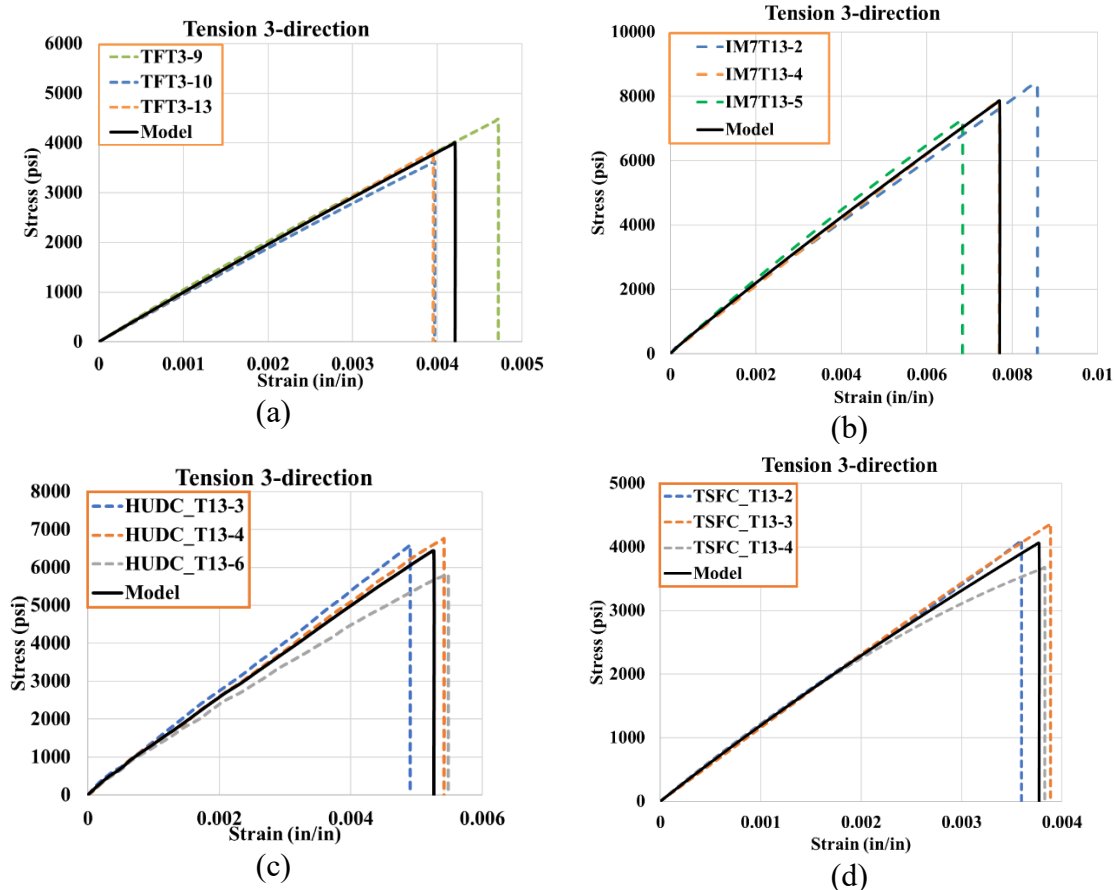 Tension 3-direction
6000
5000
4000
3000
2000
1000
0
Stress (psi)
TFT3-9
TFT3-10
TFT3-13
Model
0 0.001 0.002 0.003 0.004 0.005
Strain (in/in)
(a)
Tension 3-direction
10000
8000
6000
4000
2000
0
Stress (psi)
IM7T13-2
IM7T13-4
IM7T13-5
Model
0 0.002 0.004 0.006 0.008 0.01
Strain (in/in)
(b)
Tension 3-direction
8000
7000
6000
5000
4000
3000
2000
1000
0
Stress (psi)
HUDC_T13-3
HUDC_T13-4
HUDC_T13-6
Model
0 0.002 0.004 0.006
Strain (in/in)
(c)
Tension 3-direction
5000
4000
3000
2000
1000
0
Stress (psi)
TSFC_T13-2
TSFC_T13-3
TSFC_T13-4
Model
0 0.001 0.002 0.003 0.004
Strain (in/in)
(d)